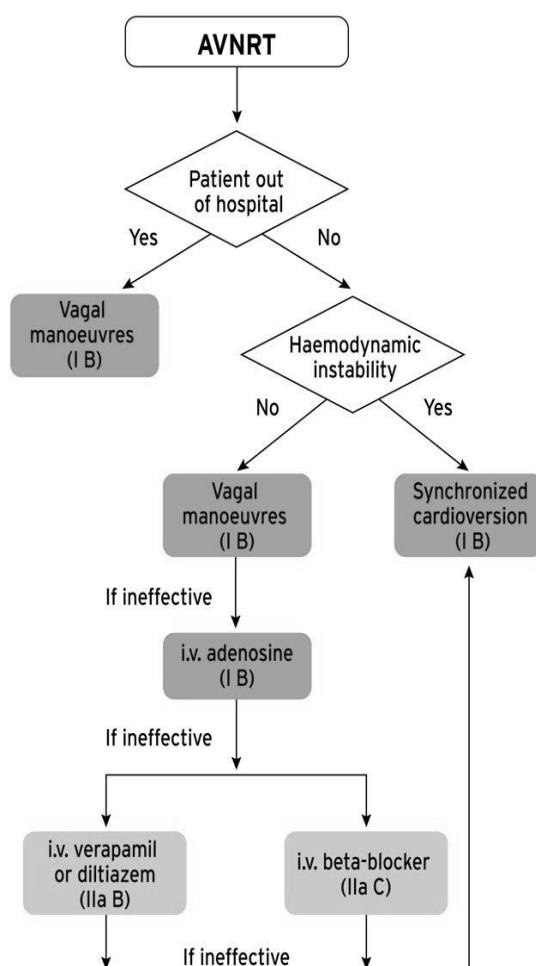 AVNRT
Patient out
of hospital
Yes
No
Vagal
manoeuvres
(I B)
Haemodynamic
instability
No
Yes
Vagal
manoeuvres
(I B)
Synchronized
cardioversion
(I B)
If ineffective
i.v. adenosine
(I B)
If ineffective
i.v. verapamil
or diltiazem
(IIa B)
i.v. beta-blocker
(IIa C)
If ineffective